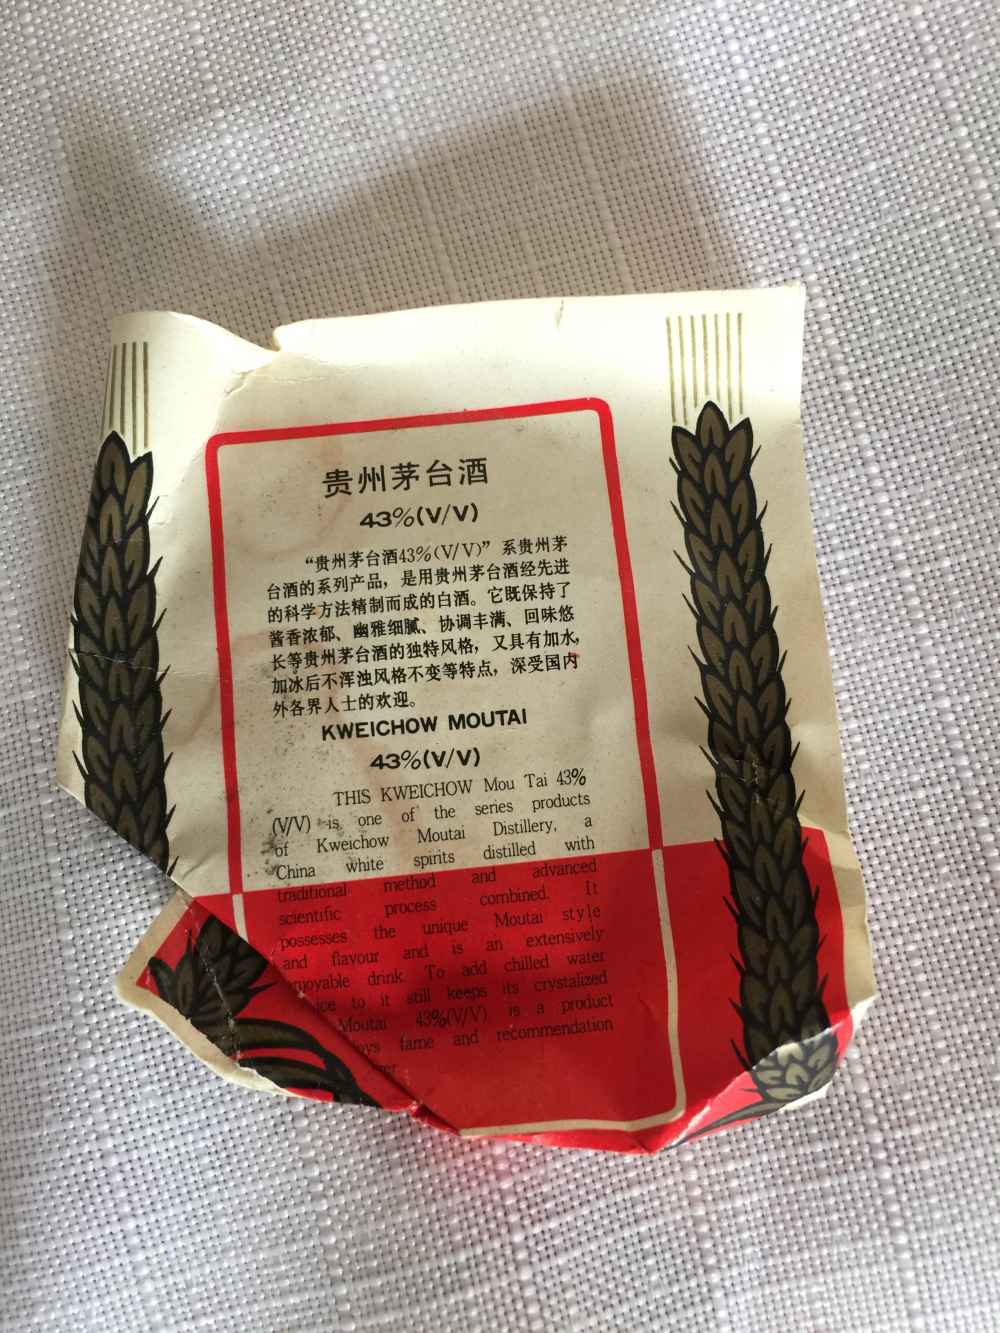 贵州茅台酒
43%(V/V)
“贵州茅台酒43%(V/V)”系贵州茅
台酒的系列产品，是用贵州茅台酒经先进
的科学方法精制而成的白酒。它既保持了
酱香浓郁、幽雅细腻、协调丰满、回味悠
长等贵州茅台酒的独特风格，又具有加水，
加冰后不浑浊风格不变等特点，深受国内
外各界人士的欢迎。
KWEICHOW MOUTAI
43%(V/V)
THIS KWEICHOW Mou Tai 43%
(V/V) is one of the series products
of Kweichow Moutai Distillery, a
China white spirits distilled with
traditional method and advanced
scientific process combined. It
possesses the unique Moutai style
and flavour and is an extensively
njoyable drink To add chilled water
ice to it still keeps its crystalized
Moutai 43%(V/V) is a product
fame and recommendation